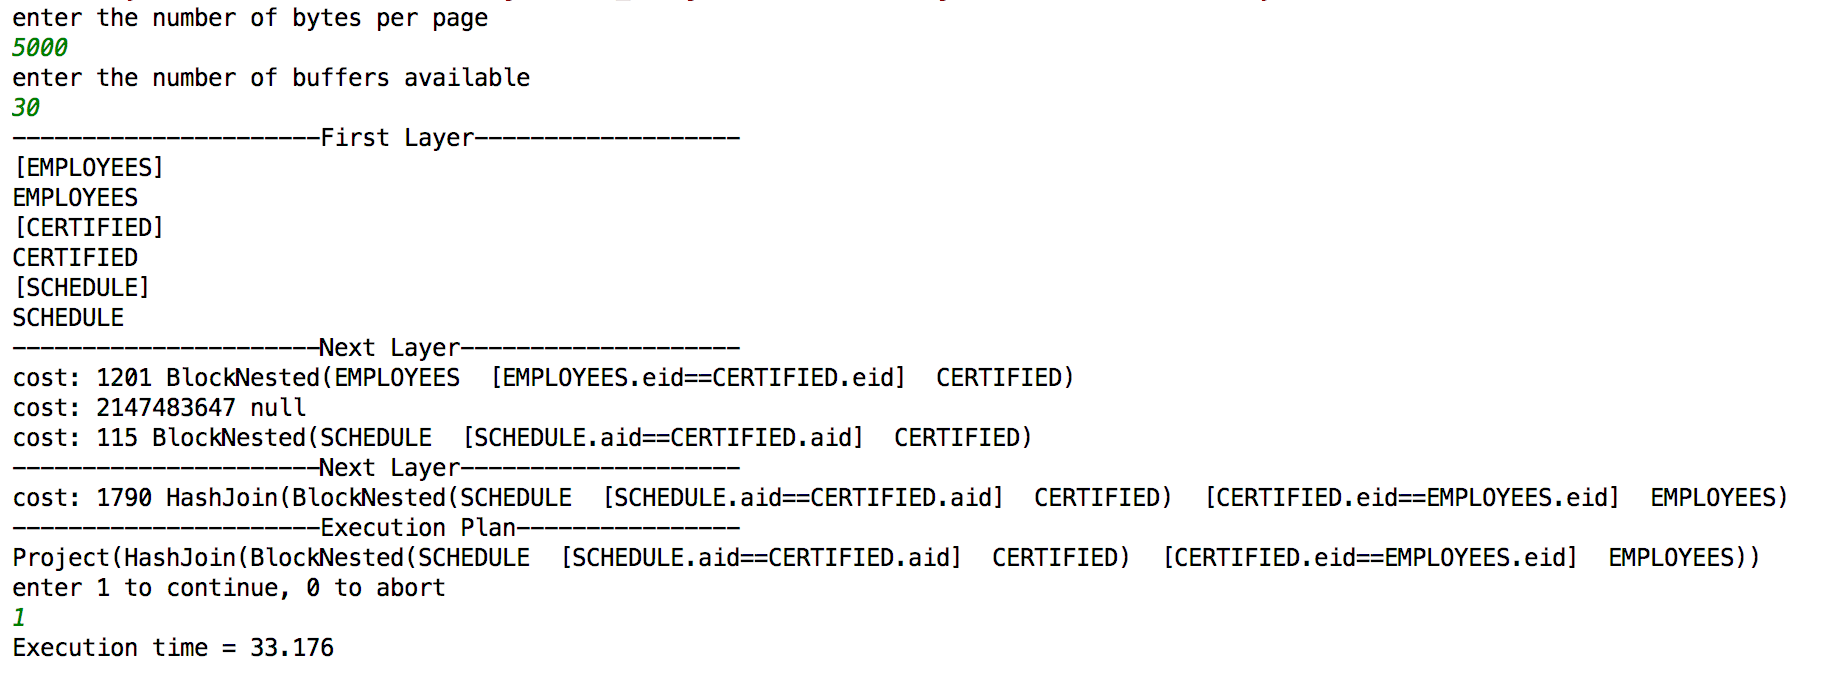 enter the number of bytes per page
5000
enter the number of buffers available
30
----------------------First Layer-------------------
[EMPLOYEES]
EMPLOYEES
[CERTIFIED]
CERTIFIED
[SCHEDULE]
SCHEDULE
----------------------Next Layer--------------------
cost: 1201 BlockNested(EMPLOYEES  [EMPLOYEES.eid==CERTIFIED.eid]  CERTIFIED)
cost: 2147483647 null
cost: 115 BlockNested(SCHEDULE  [SCHEDULE.aid==CERTIFIED.aid]  CERTIFIED)
----------------------Next Layer--------------------
cost: 1790 HashJoin(BlockNested(SCHEDULE  [SCHEDULE.aid==CERTIFIED.aid]  CERTIFIED)  [CERTIFIED.eid==EMPLOYEES.eid]  EMPLOYEES)
----------------------Execution Plan----------------
Project(HashJoin(BlockNested(SCHEDULE  [SCHEDULE.aid==CERTIFIED.aid]  CERTIFIED)  [CERTIFIED.eid==EMPLOYEES.eid]  EMPLOYEES))
enter 1 to continue, 0 to abort
1
Execution time = 33.176